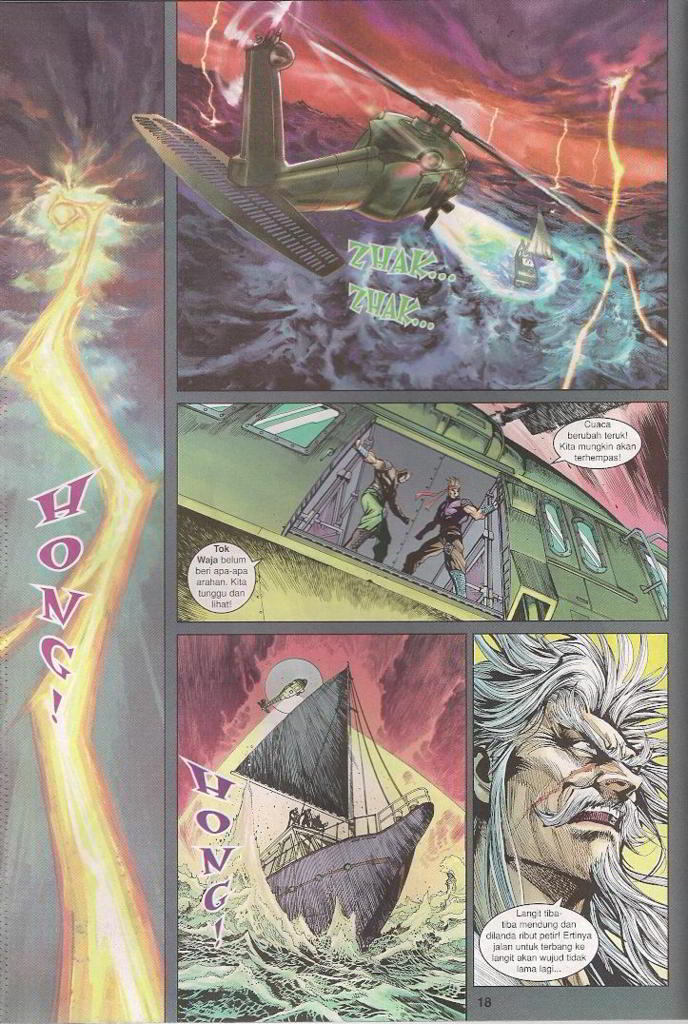 HONG!
ZHAK...
ZHAK...
Cuaca
berubah teruk!
Kita mungkin akan
terhempas!
Tok
Waja belum
beri apa-apa
arahan. Kita
tunggu dan
lihat!
HONG!
Langit tiba-
tiba mendung dan
dilanda ribut petir! Ertinya
jalan untuk terbang ke
langit akan wujud tidak
lama lagi...
18